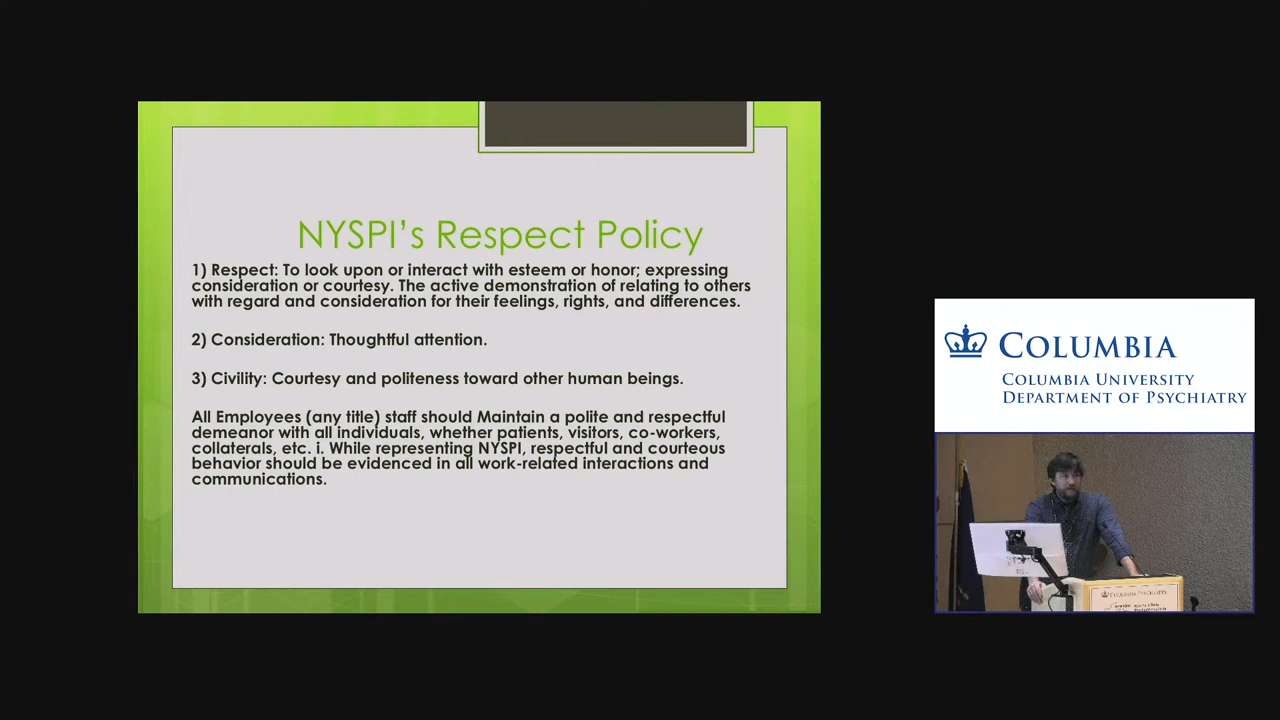 NYSPI's Respect Policy
1) Respect: To look upon or interact with esteem or honor; expressing
consideration or courtesy. The active demonstration of relating to others
with regard and consideration for their feelings, rights, and differences.
2) Consideration: Thoughtful attention.
3) Civility: Courtesy and politeness toward other human beings.
All Employees (any title) staff should Maintain a polite and respectful
demeanor with all individuals, whether patients, visitors, co-workers,
collaterals, etc. i. While representing NYSPI, respectful and courteous
behavior should be evidenced in all work-related interactions and
communications.
COLUMBIA
COLUMBIA UNIVERSITY
DEPARTMENT OF PSYCHIATRY
COLUMBIA PSYCHIATRY